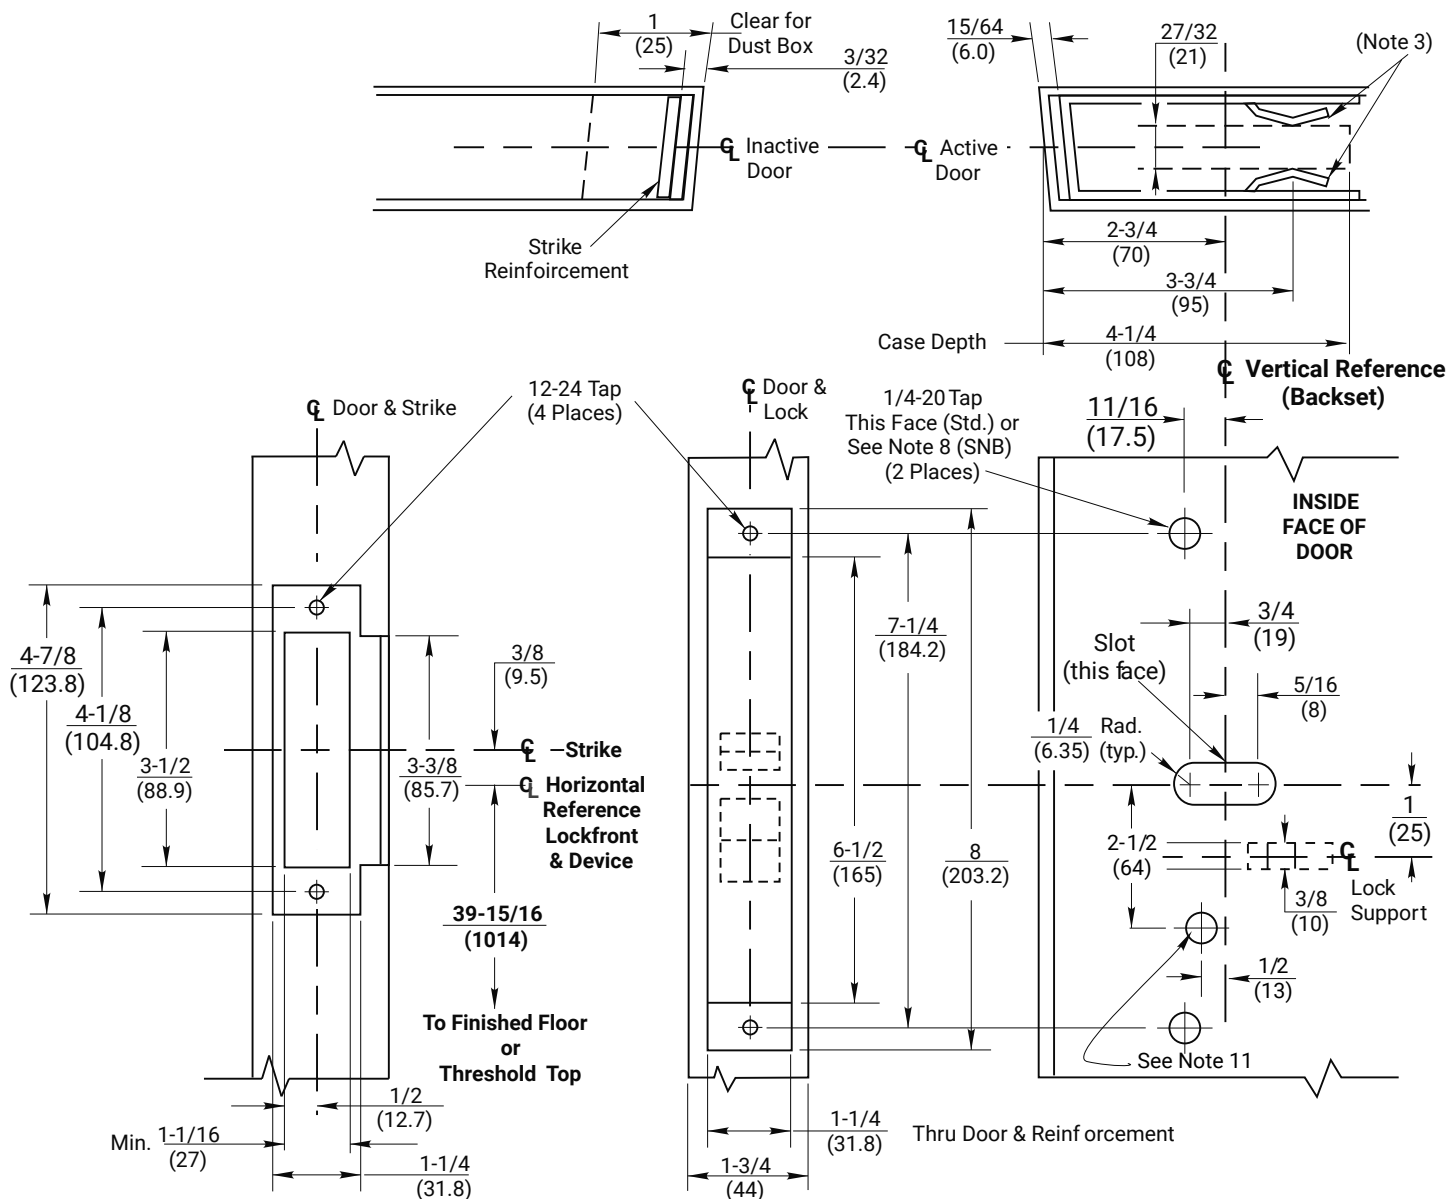 1
(25)
Clear for
Dust Box
3/32
(2.4)
15/64
(6.0)
27/32
(21)
(Note 3)
℄ Inactive
Door
℄ Active
Door
Strike
Reinfoircement
2-3/4
(70)
3-3/4
(95)
Case Depth
4-1/4
(108)
℄ Vertical Reference
(Backset)
℄ Door & Strike
12-24 Tap
(4 Places)
℄ Door &
Lock
1/4-20 Tap
This Face (Std.) or
See Note 8 (SNB)
(2 Places)
11/16
(17.5)
INSIDE
FACE OF
DOOR
4-7/8
(123.8)
4-1/8
(104.8)
3-1/2
(88.9)
3-3/8
(85.7)
3/8
(9.5)
℄ Strike
℄ Horizontal
Reference
Lockfront
& Device
39-15/16
(1014)
To Finished Floor
or
Threshold Top
7-1/4
(184.2)
6-1/2
(165)
8
(203.2)
3/4
(19)
Slot
(this face)
5/16
(8)
1/4
(6.35)
Rad.
(typ.)
1
(25)
2-1/2
(64)
℄
Lock
Support
3/8
(10)
1/2
(13)
See Note 11
1/2
(12.7)
Min. 1-1/16
(27)
1-1/4
(31.8)
1-1/4
(31.8)
Thru Door & Reinforcement
1-3/4
(44)